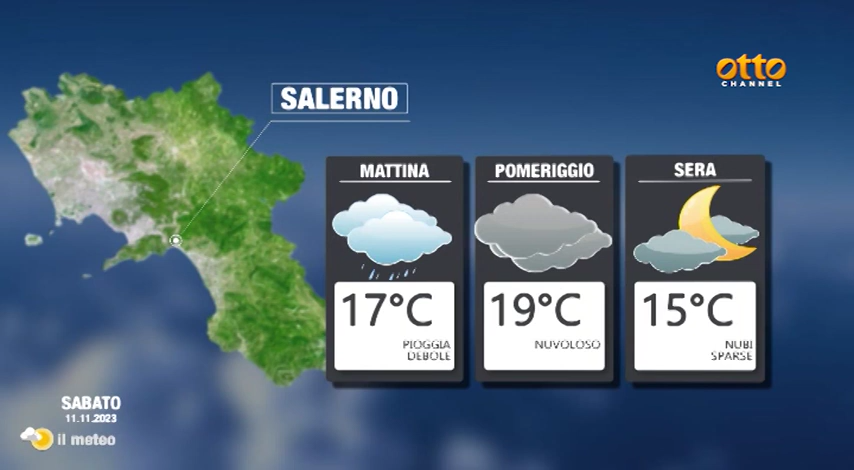 otto
CHANNEL
SALERNO
MATTINA
17°C
PIOGGIA
DEBOLE
POMERIGGIO
19°C
NUVOLOSO
SERA
15°C
NUBI
SPARSE
SABATO
11.11.2023
il meteo